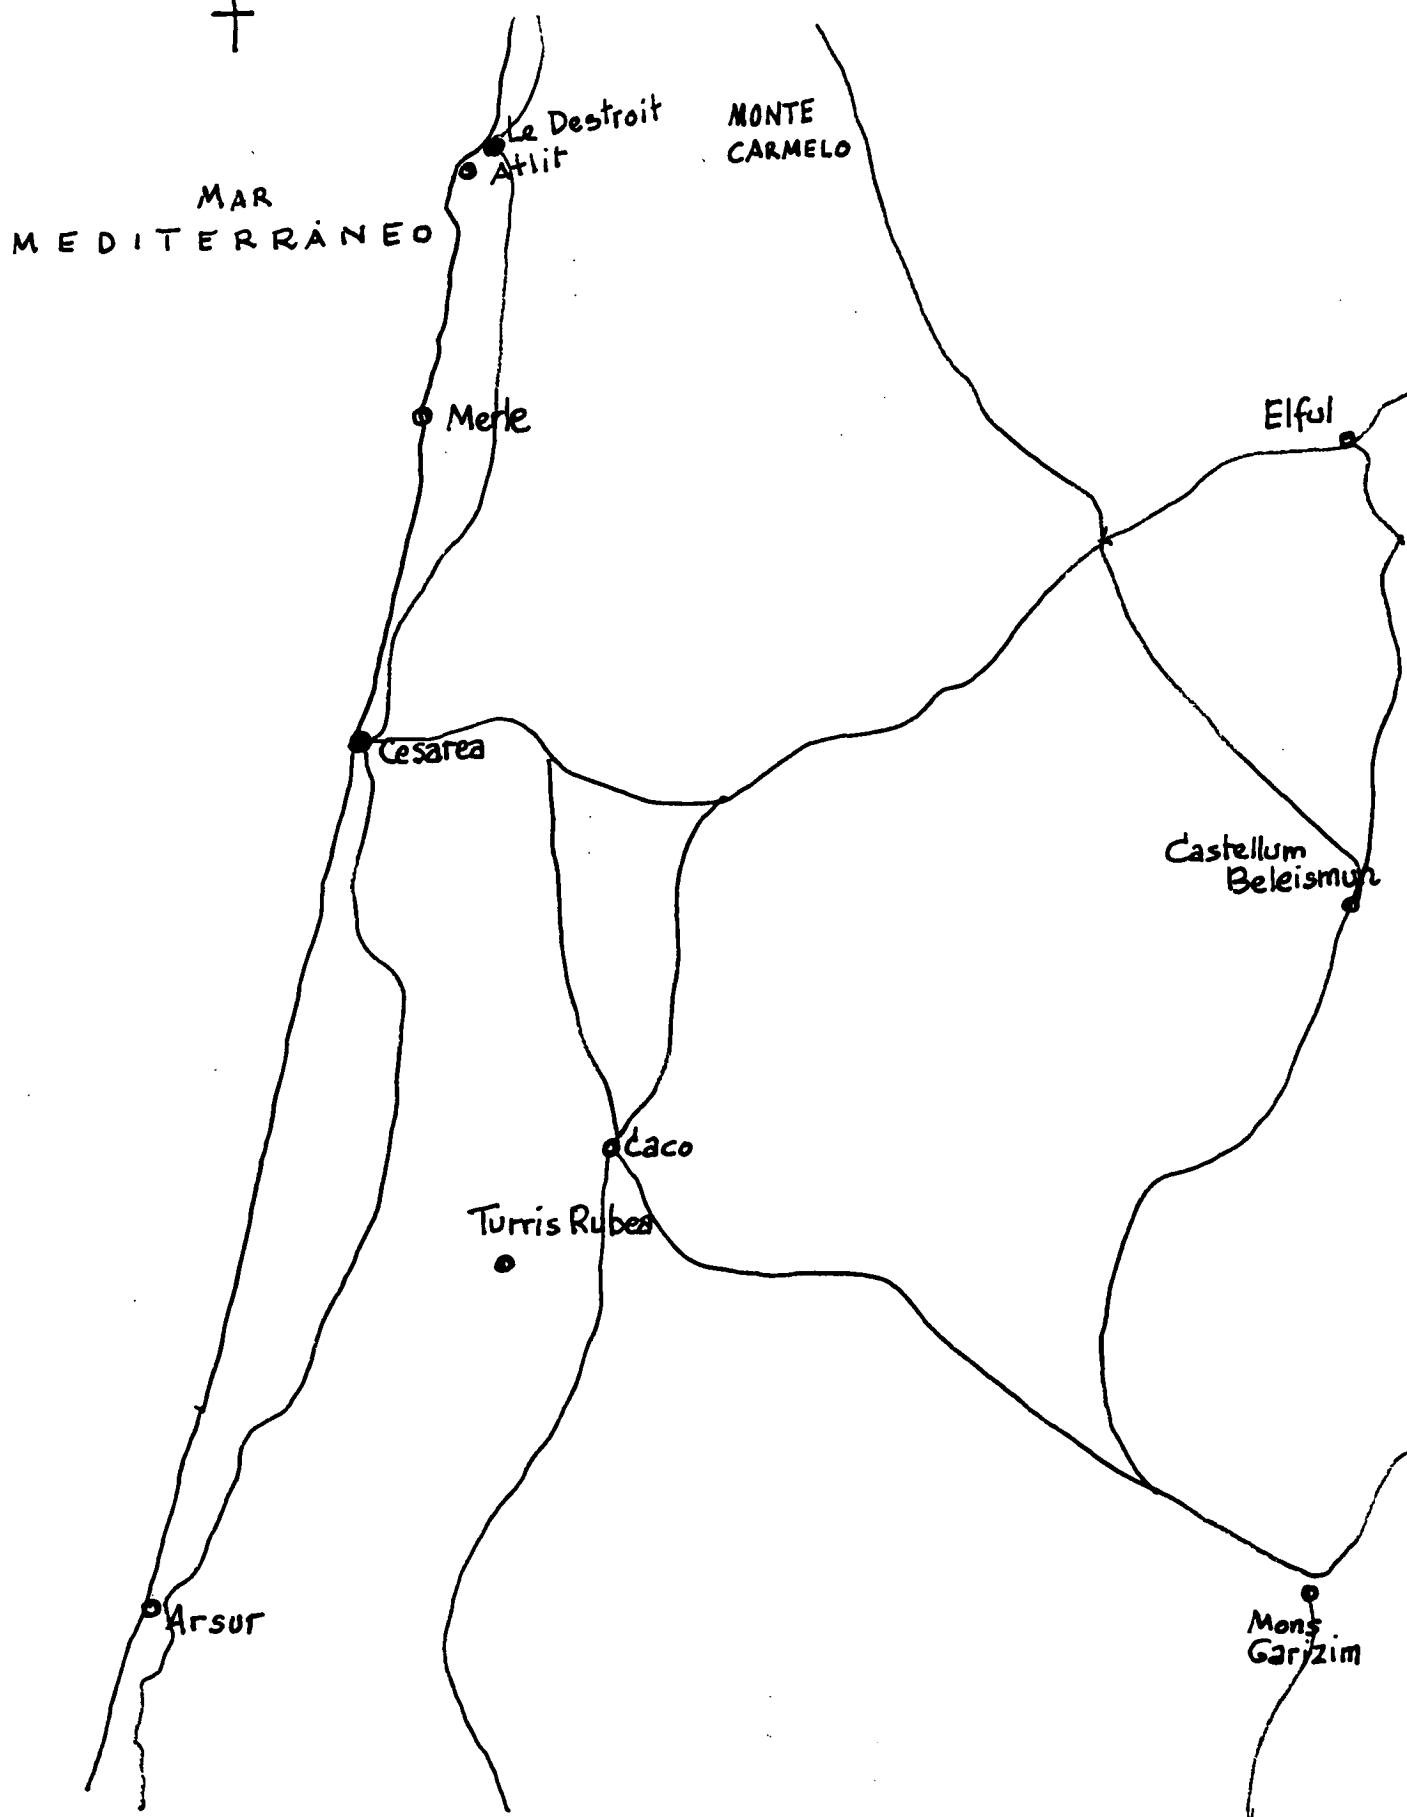 Le Destroit
Atlit
MONTE
CARMELO
MAR
MEDITERRÁNEO
Merle
Elful
Cesarea
Castellum
Beleismun
Caco
Turris Rubea
Arsur
Mons
Garizim